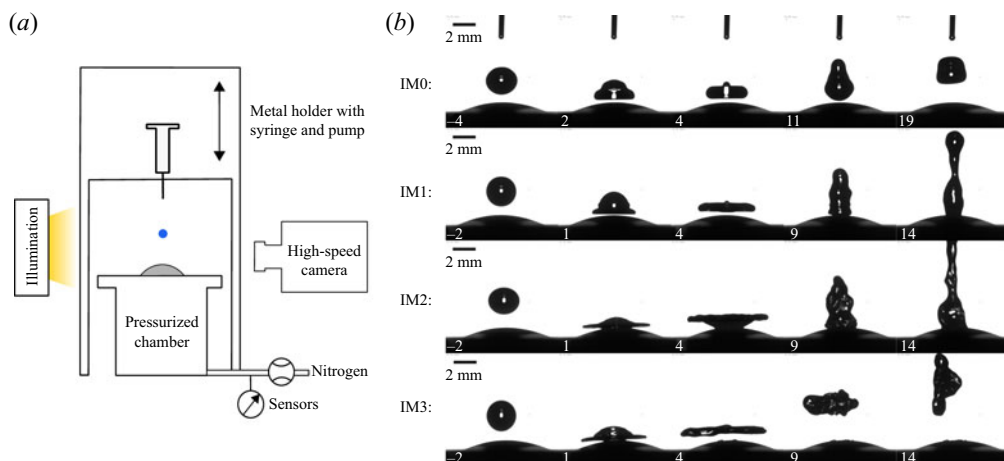 (a)
Metal holder with
syringe and pump
Illumination
High-speed
camera
Pressurized
chamber
Nitrogen
Sensors
(b)
2 mm
IM0:
–4 2 4 11 19
2 mm
IM1:
–2 2 4 9 14
2 mm
IM2:
–2 1 4 9 14
2 mm
IM3:
–2 1 4 9 14